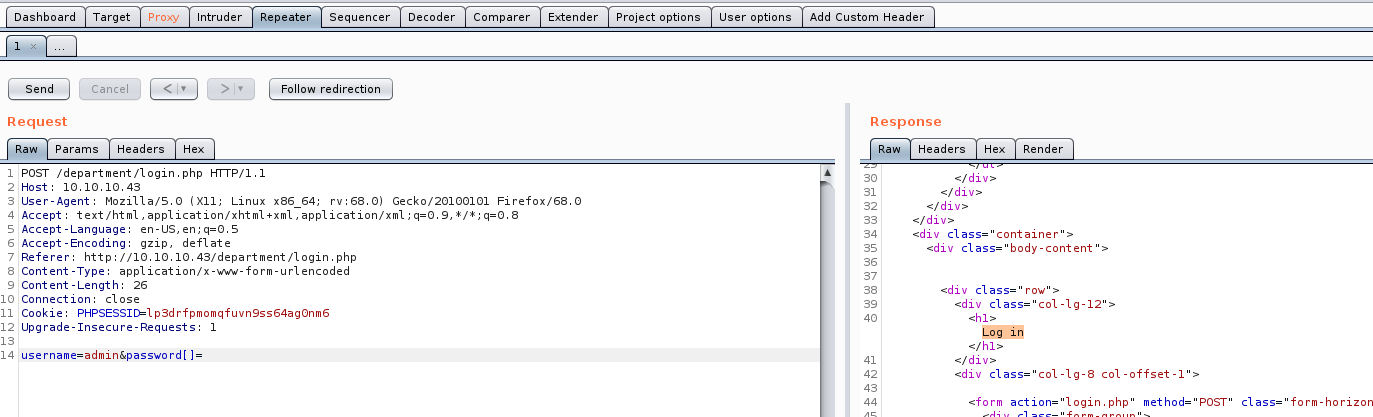 Dashboard Target Proxy Intruder Repeater Sequencer Decoder Comparer Extender Project options User options Add Custom Header
1 × ...
Send Cancel < ▼ > ▼ Follow redirection
Request
Raw Params Headers Hex
1 POST /department/login.php HTTP/1.1
2 Host: 10.10.10.43
3 User-Agent: Mozilla/5.0 (X11; Linux x86_64; rv:68.0) Gecko/20100101 Firefox/68.0
4 Accept: text/html,application/xhtml+xml,application/xml;q=0.9,*/*;q=0.8
5 Accept-Language: en-US,en;q=0.5
6 Accept-Encoding: gzip, deflate
7 Referer: http://10.10.10.43/department/login.php
8 Content-Type: application/x-www-form-urlencoded
9 Content-Length: 26
10 Connection: close
11 Cookie: PHPSESSID=lp3drfpmomqfuvn9ss64ag0nm6
12 Upgrade-Insecure-Requests: 1
13
14 username=admin&password[]=
Response
Raw Headers Hex Render
29 </ul>
30 </div>
31 </div>
32 </div>
33 </div>
34 <div class="container">
35 <div class="body-content">
36
37
38 <div class="row">
39 <div class="col-lg-12">
40 <h1>
Log in
</h1>
41 </div>
42 <div class="col-lg-8 col-offset-1">
43
44 <form action="login.php" method="POST" class="form-horizon
45 <div class="form-group">